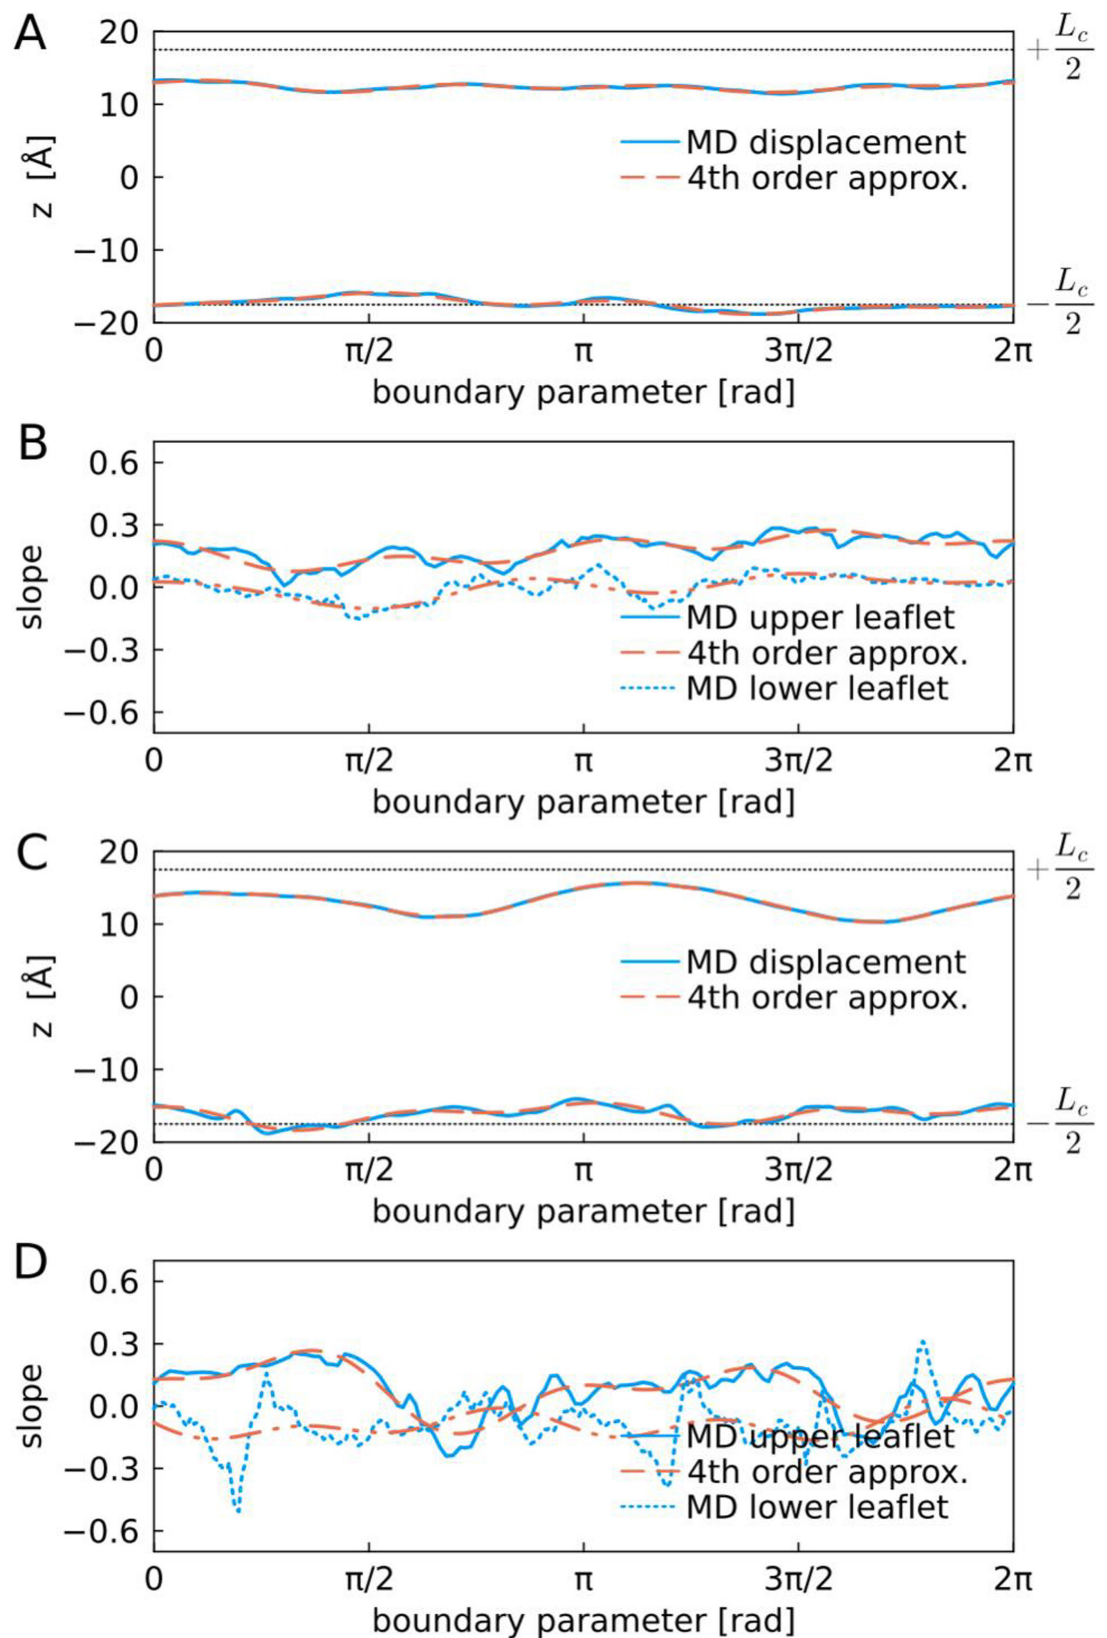 A
20
10
0
−10
−20
z [Å]
+ L_c/2
− L_c/2
MD displacement
4th order approx.
0 π/2 π 3π/2 2π
boundary parameter [rad]
B
0.6
0.3
0.0
−0.3
−0.6
slope
MD upper leaflet
4th order approx.
MD lower leaflet
0 π/2 π 3π/2 2π
boundary parameter [rad]
C
20
10
0
−10
−20
z [Å]
+ L_c/2
− L_c/2
MD displacement
4th order approx.
0 π/2 π 3π/2 2π
boundary parameter [rad]
D
0.6
0.3
0.0
−0.3
−0.6
slope
MD upper leaflet
4th order approx.
MD lower leaflet
0 π/2 π 3π/2 2π
boundary parameter [rad]